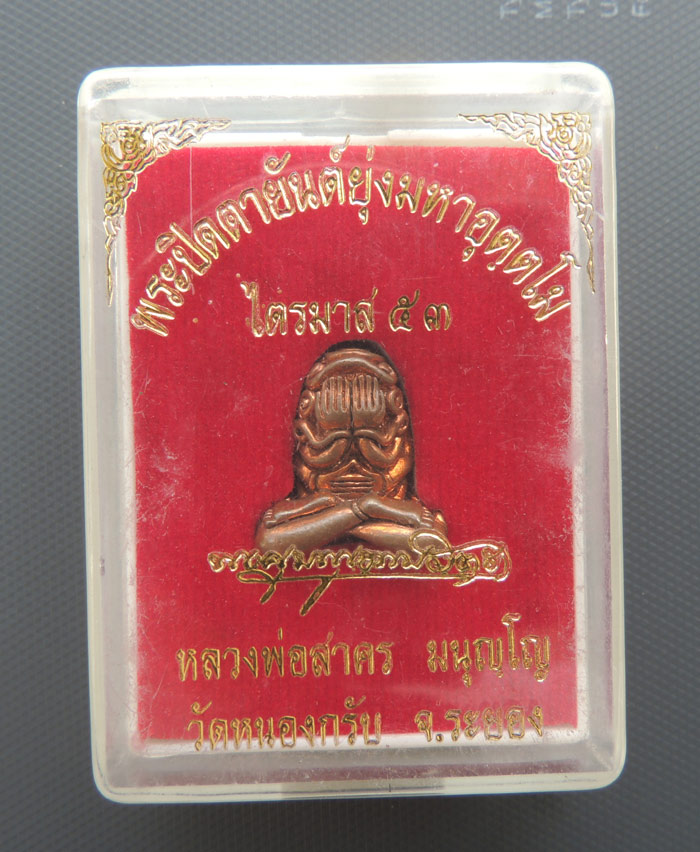 พระปิดตายันต์ยุ่งมหาอุตฺตโม
ไตรมาส ๕๓
หลวงพ่อสาคร มนุญฺโญ
วัดหนองกรับ จ.ระยอง